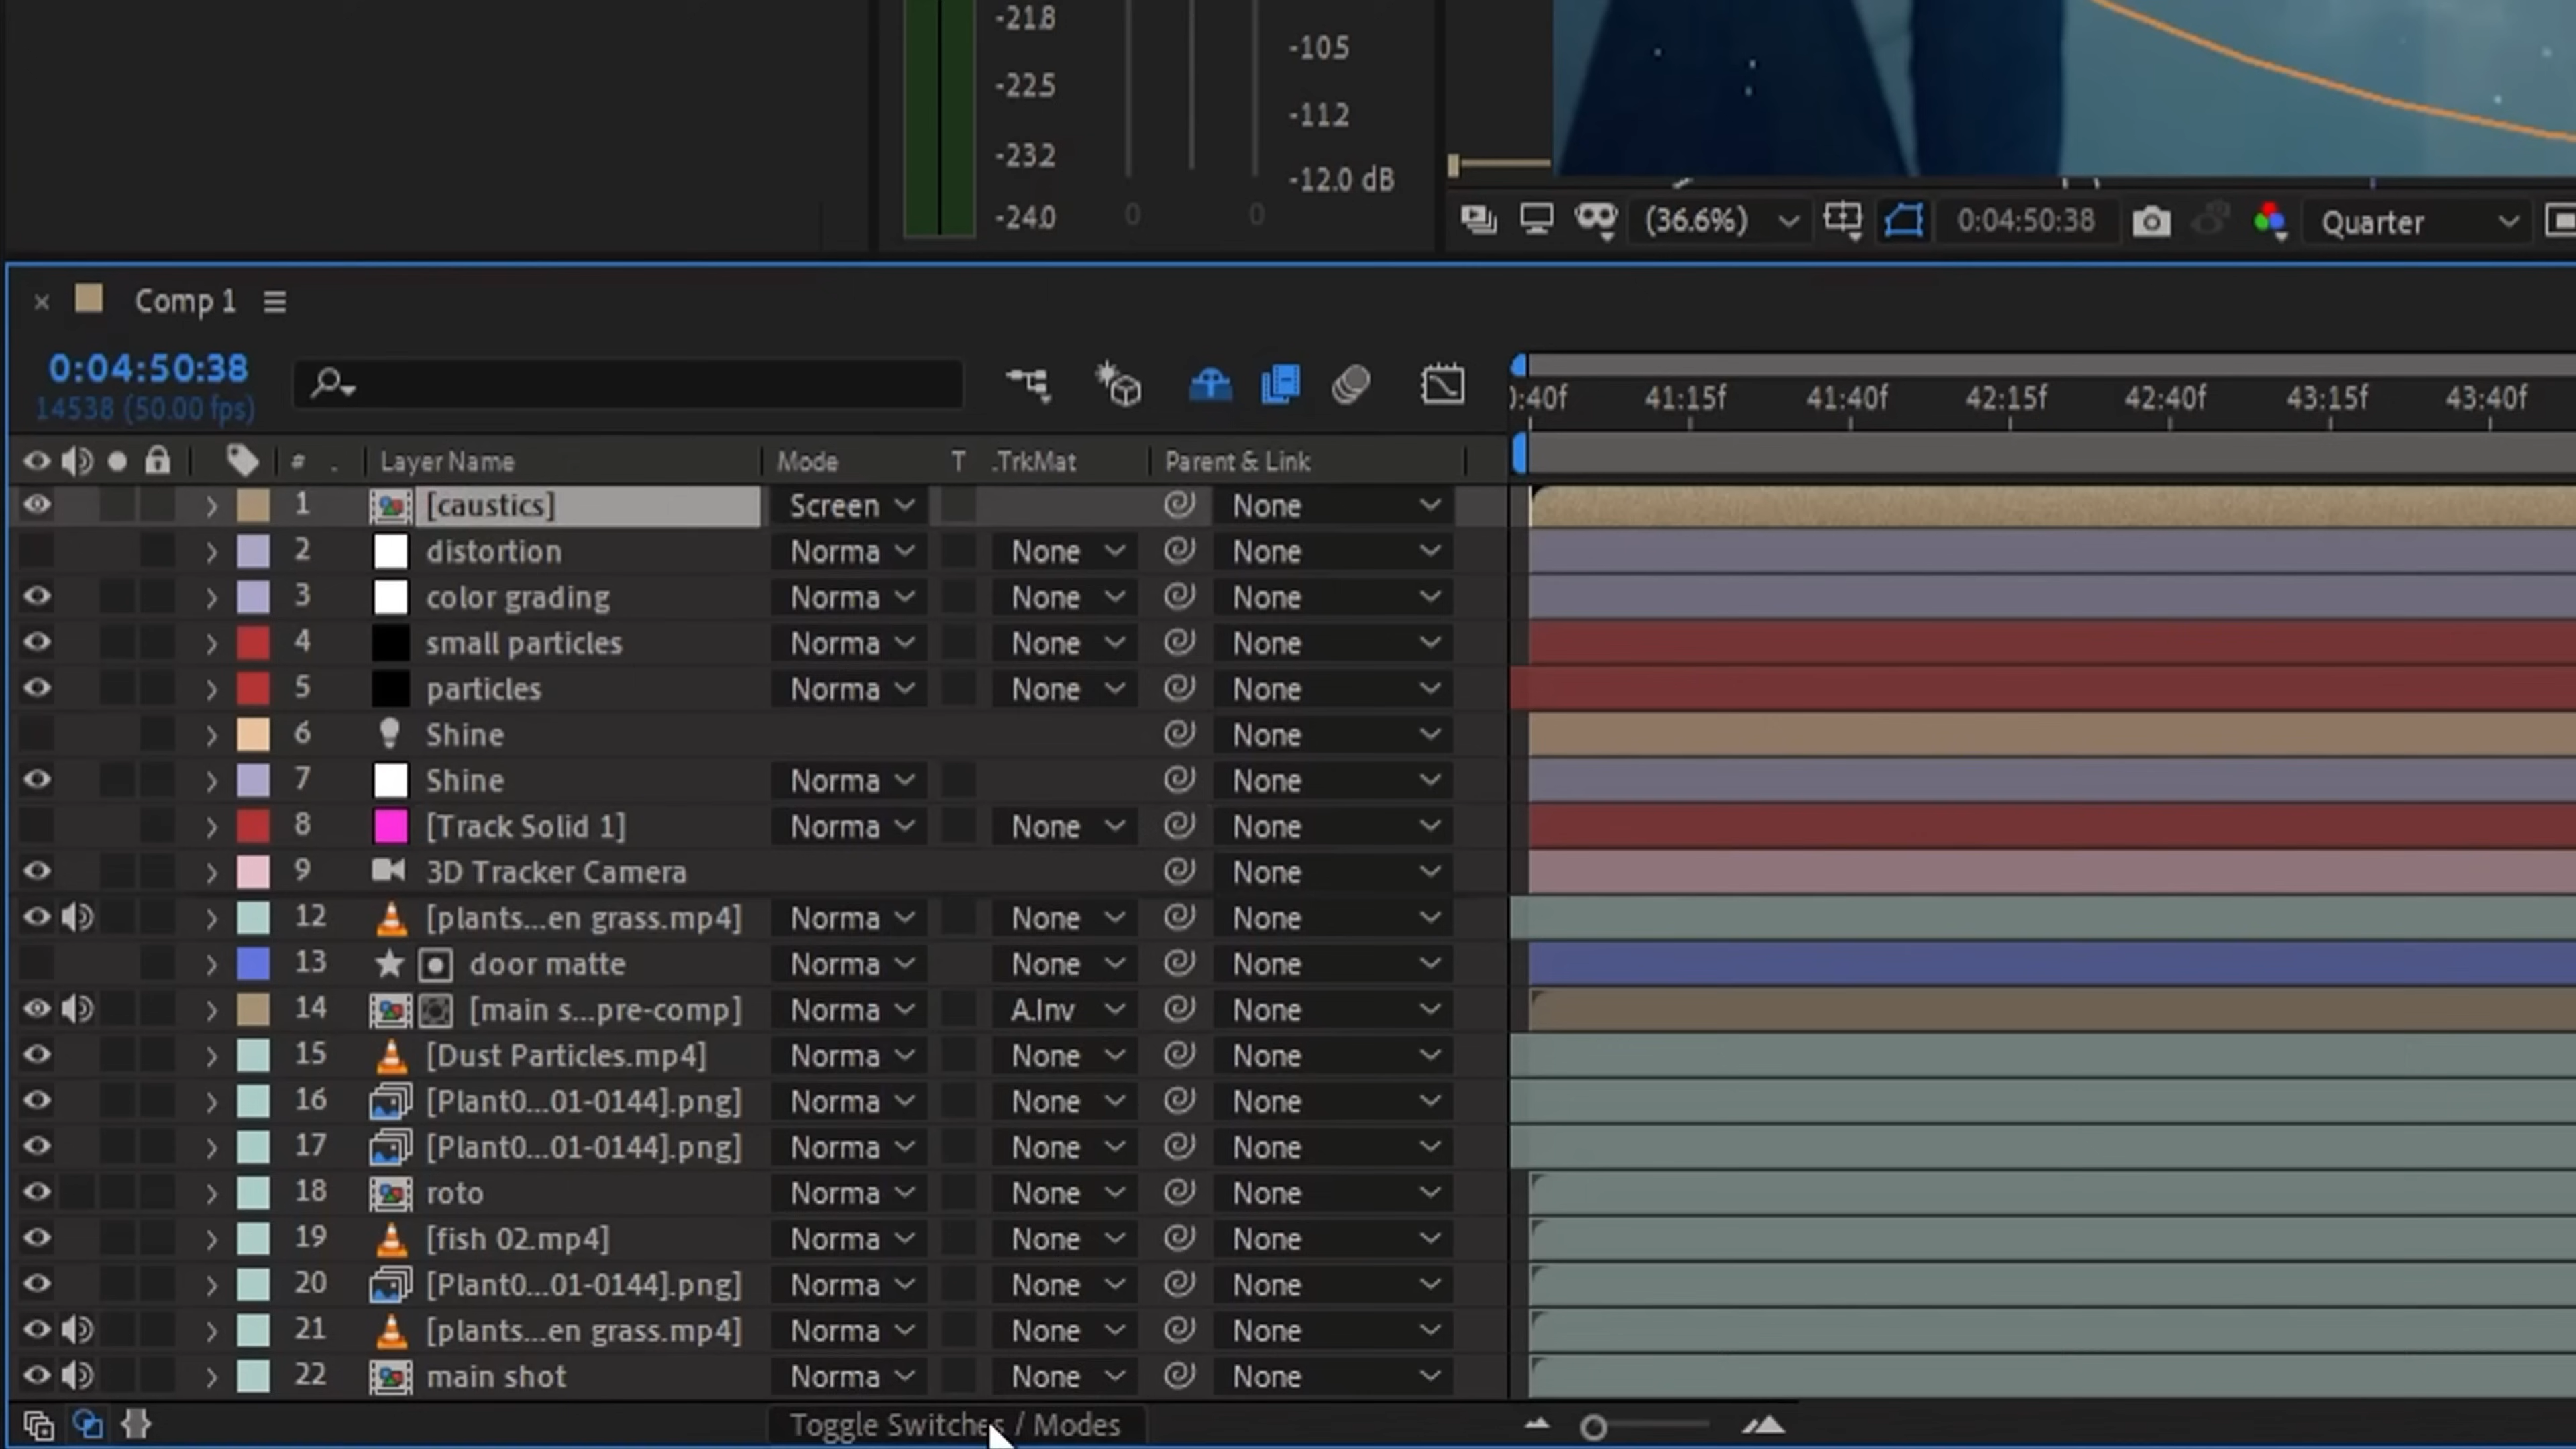 -21.8
-22.5
-23.2
-24.0
0 0
-10.5
-11.2
-12.0 dB
(36.6%) 0:04:50:38 Quarter
Comp 1
0:04:50:38
14538 (50.00 fps)
:40f 41:15f 41:40f 42:15f 42:40f 43:15f 43:40f
# . Layer Name Mode T .TrkMat Parent & Link
1 [caustics] Screen None
2 distortion Norma None None
3 color grading Norma None None
4 small particles Norma None None
5 particles Norma None None
6 Shine None
7 Shine Norma None
8 [Track Solid 1] Norma None None
9 3D Tracker Camera None
12 [plants...en grass.mp4] Norma None None
13 door matte Norma None None
14 [main s...pre-comp] Norma A.Inv None
15 [Dust Particles.mp4] Norma None None
16 [Plant0...01-0144].png] Norma None None
17 [Plant0...01-0144].png] Norma None None
18 roto Norma None None
19 [fish 02.mp4] Norma None None
20 [Plant0...01-0144].png] Norma None None
21 [plants...en grass.mp4] Norma None None
22 main shot Norma None None
Toggle Switches / Modes